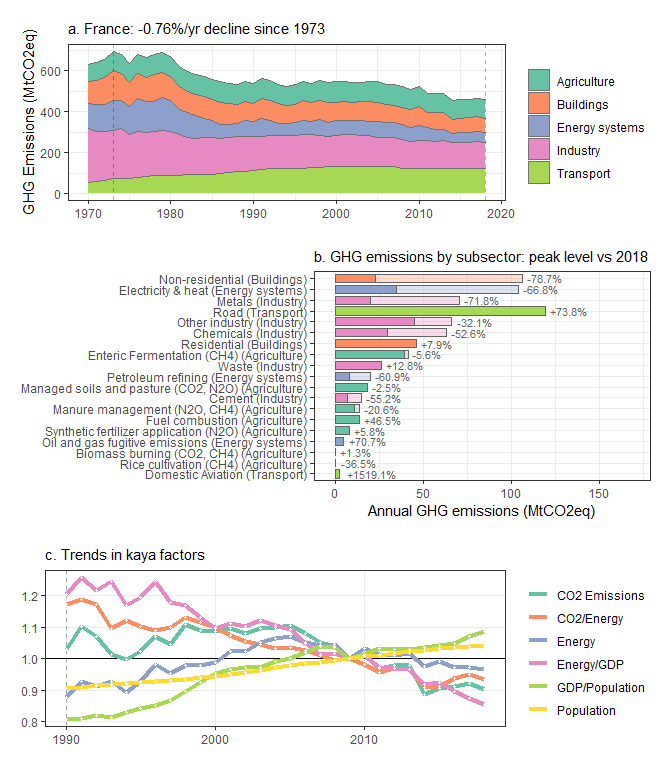 a. France: -0.76%/yr decline since 1973
GHG Emissions (MtCO2eq)
600
400
200
0
1970
1980
1990
2000
2010
2020
Agriculture
Buildings
Energy systems
Industry
Transport
b. GHG emissions by subsector: peak level vs 2018
Non-residential (Buildings)
-78.7%
Electricity & heat (Energy systems)
-66.8%
Metals (Industry)
-71.8%
Road (Transport)
+73.8%
Other industry (Industry)
-32.1%
Chemicals (Industry)
-52.6%
Residential (Buildings)
+7.9%
Enteric Fermentation (CH4) (Agriculture)
-5.6%
Waste (Industry)
+12.8%
Petroleum refining (Energy systems)
-60.9%
Managed soils and pasture (CO2, N2O) (Agriculture)
-2.5%
Cement (Industry)
-55.2%
Manure management (N2O, CH4) (Agriculture)
-20.6%
Fuel combustion (Agriculture)
+46.5%
Synthetic fertilizer application (N2O) (Agriculture)
+5.8%
Oil and gas fugitive emissions (Energy systems)
+70.7%
Biomass burning (CO2, CH4) (Agriculture)
+1.3%
Rice cultivation (CH4) (Agriculture)
-36.5%
Domestic Aviation (Transport)
+1519.1%
0
50
100
150
Annual GHG emissions (MtCO2eq)
c. Trends in kaya factors
1.2
1.1
1.0
0.9
0.8
1990
2000
2010
CO2 Emissions
CO2/Energy
Energy
Energy/GDP
GDP/Population
Population